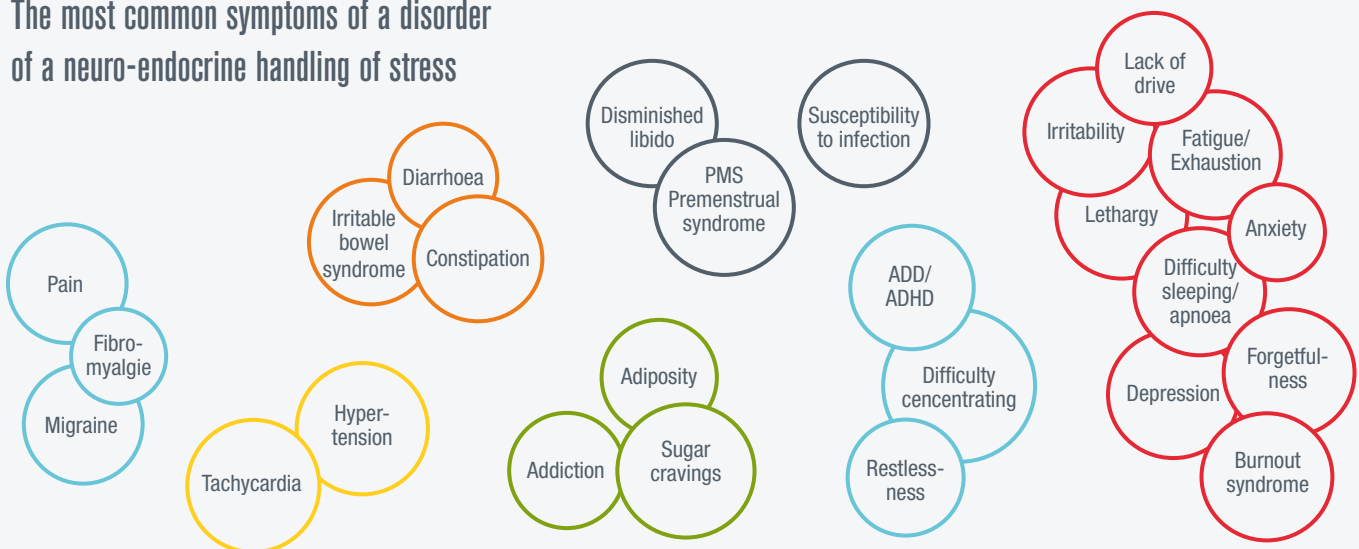 The most common symptoms of a disorder
of a neuro-endocrine handling of stress
Pain
Fibro-
myalgie
Migraine
Diarrhoea
Irritable
bowel
syndrome
Constipation
Hyper-
tension
Tachycardia
Disminished
libido
PMS
Premenstrual
syndrome
Susceptibility
to infection
Adiposity
Addiction
Sugar
cravings
ADD/
ADHD
Difficulty
cencentrating
Restless-
ness
Lack of
drive
Irritability
Fatigue/
Exhaustion
Lethargy
Anxiety
Difficulty
sleeping/
apnoea
Forgetful-
ness
Depression
Burnout
syndrome